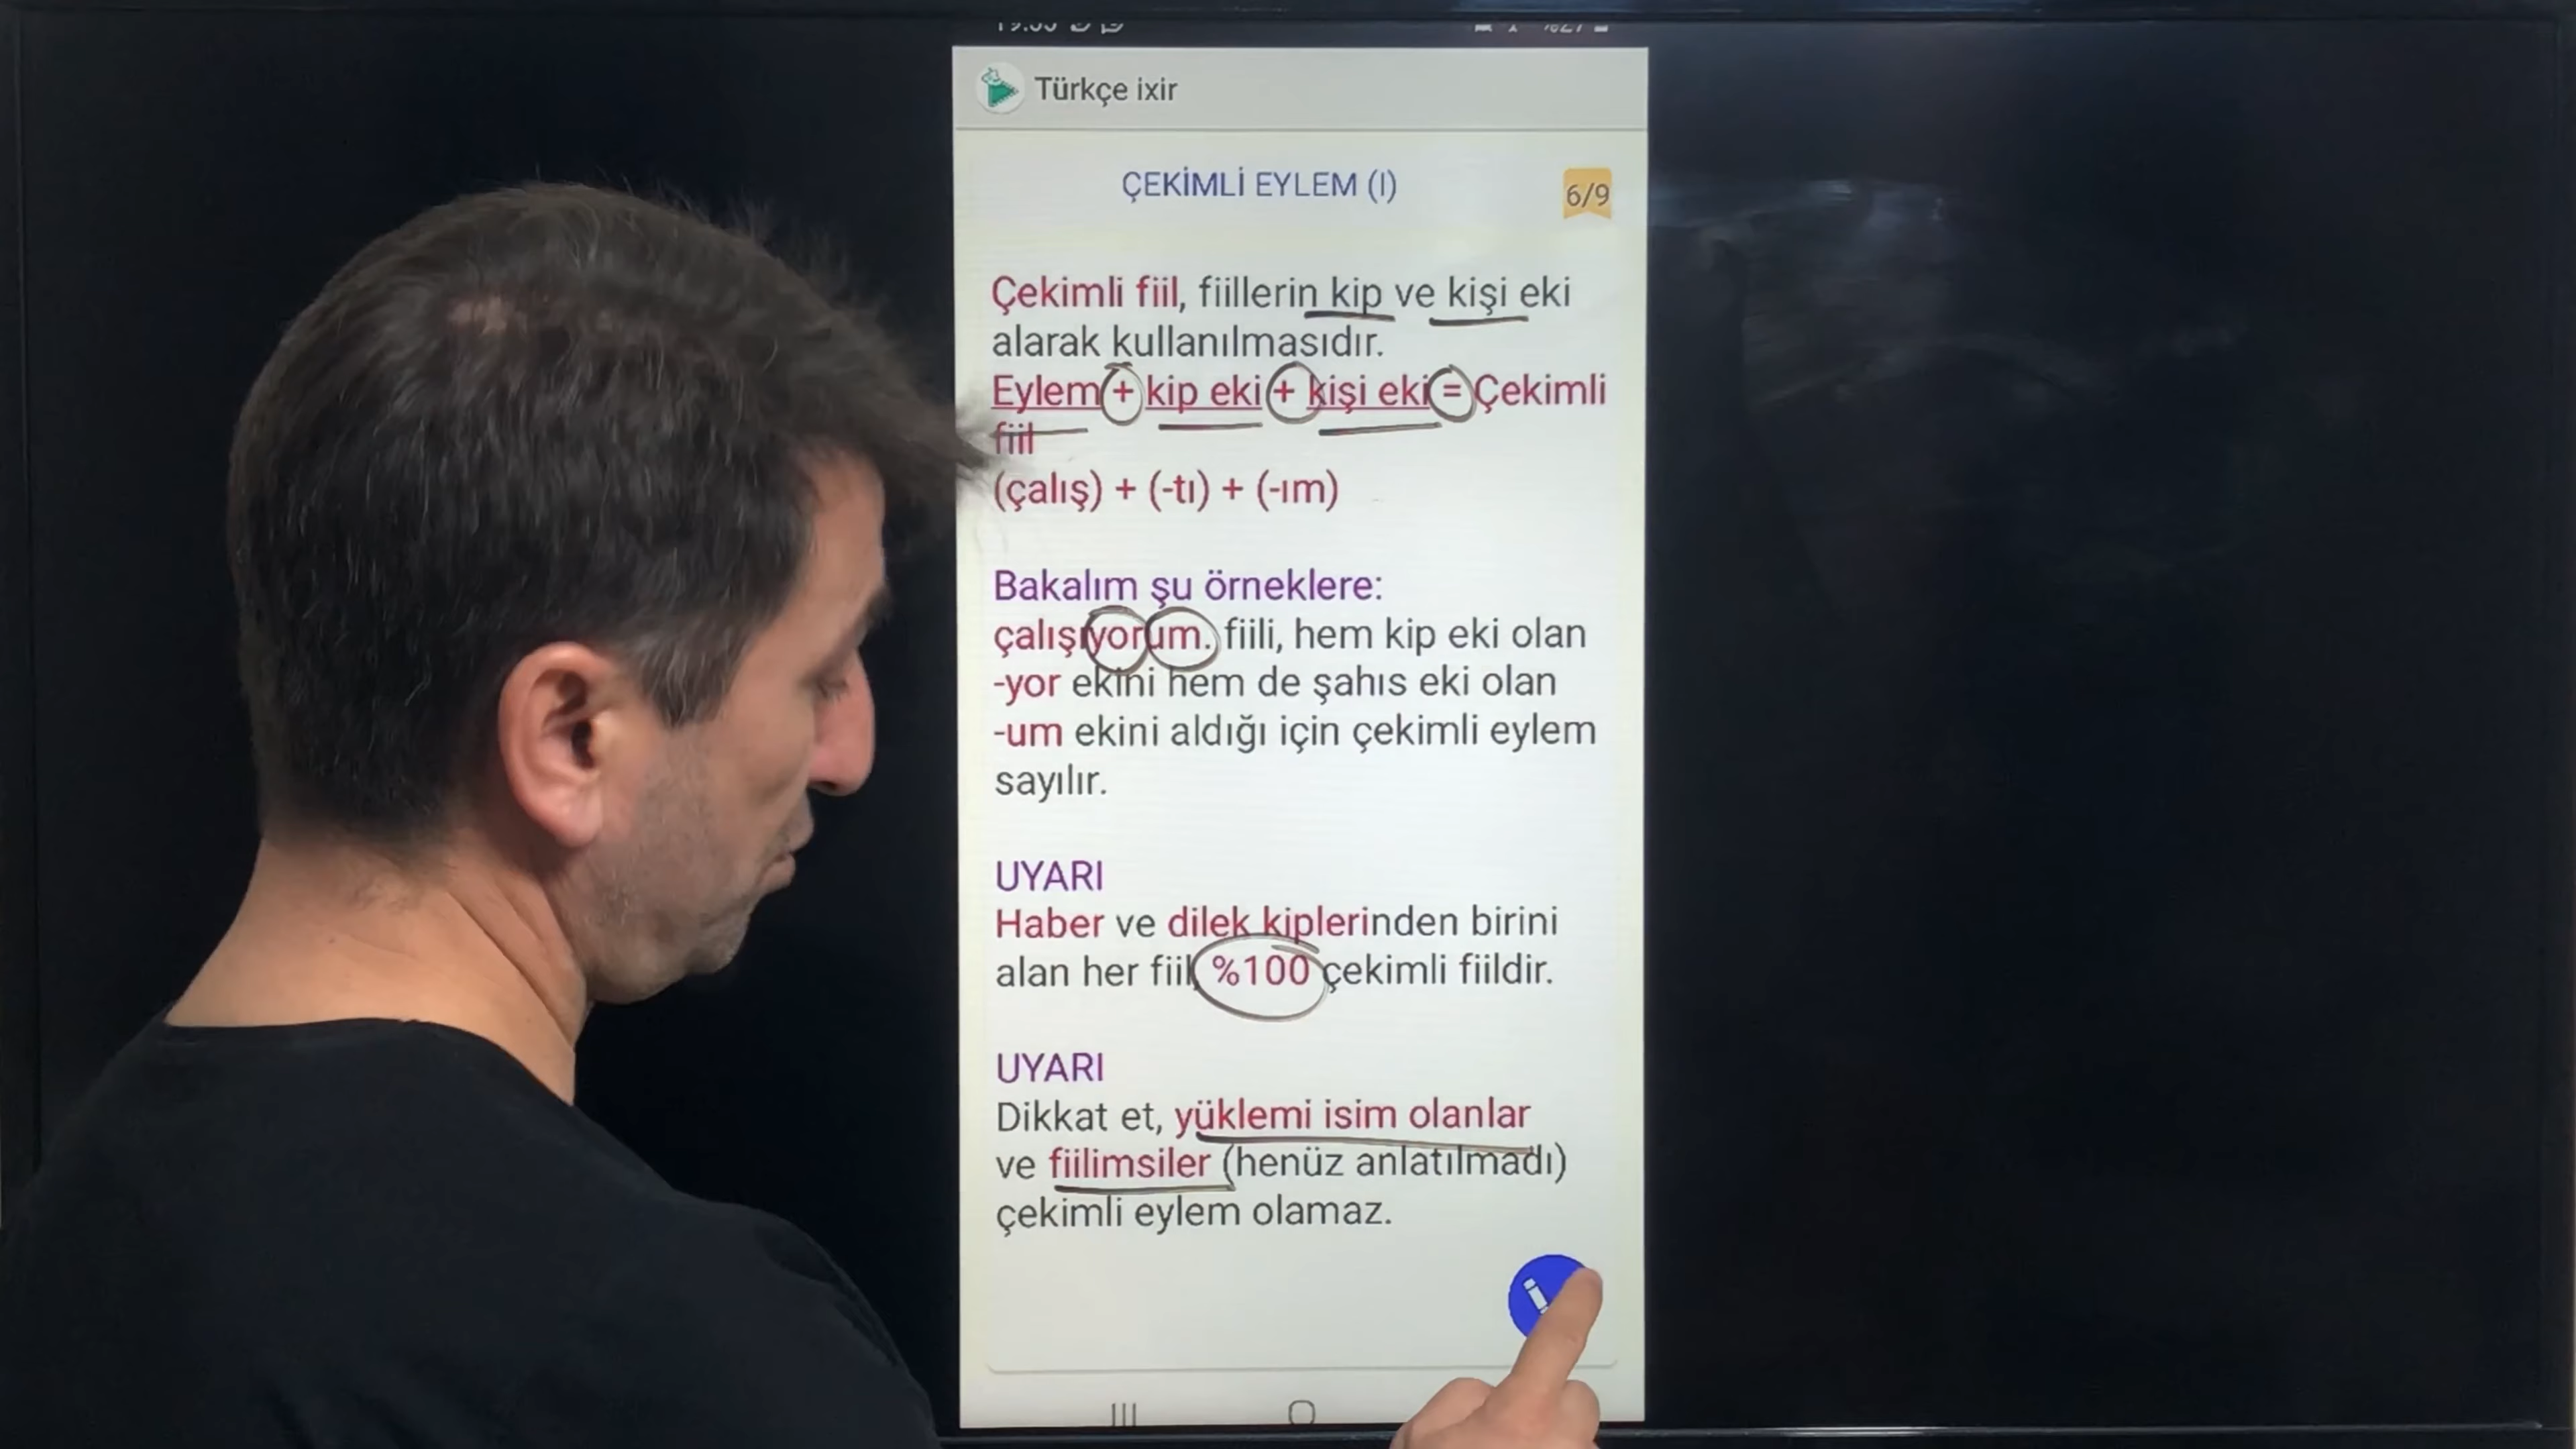 Türkçe ixir
ÇEKİMLİ EYLEM (I)
6/9
Çekimli fiil, fiillerin kip ve kişi eki
alarak kullanılmasıdır.
Eylem + kip eki + kişi eki = Çekimli
fiil
(çalış) + (-tı) + (-ım)
Bakalım şu örneklere:
çalışıyorum. fiili, hem kip eki olan
-yor ekini hem de şahıs eki olan
-um ekini aldığı için çekimli eylem
sayılır.
UYARI
Haber ve dilek kiplerinden birini
alan her fiil, %100 çekimli fiildir.
UYARI
Dikkat et, yüklemi isim olanlar
ve fiilimsiler (henüz anlatılmadı)
çekimli eylem olamaz.